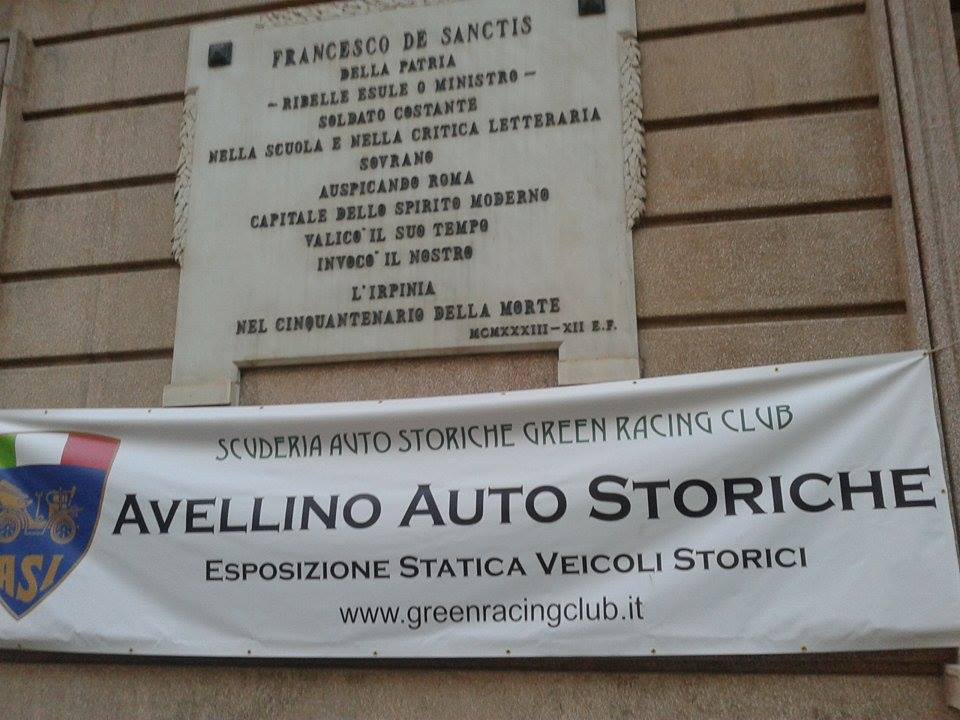 FRANCESCO DE SANCTIS
DELLA PATRIA
– RIBELLE ESULE O MINISTRO –
SOLDATO COSTANTE
NELLA SCUOLA E NELLA CRITICA LETTERARIA
SOVRANO
AUSPICANDO ROMA
CAPITALE DELLO SPIRITO MODERNO
VALICO' IL SUO TEMPO
INVOCO' IL NOSTRO
L'IRPINIA
NEL CINQUANTENARIO DELLA MORTE
MCMXXXIII–XII E.F.
SCUDERIA AUTO STORICHE GREEN RACING CLUB
AVELLINO AUTO STORICHE
ESPOSIZIONE STATICA VEICOLI STORICI
www.greenracingclub.it
ASI